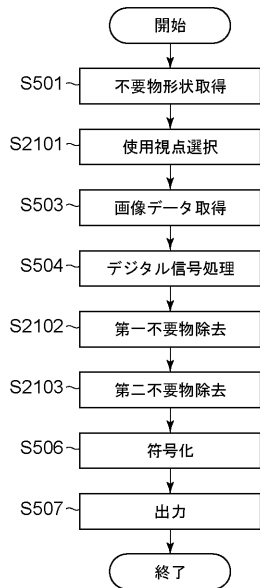 開始
S501 不要物形状取得
S2101 使用視点選択
S503 画像データ取得
S504 デジタル信号処理
S2102 第一不要物除去
S2103 第二不要物除去
S506 符号化
S507 出力
終了